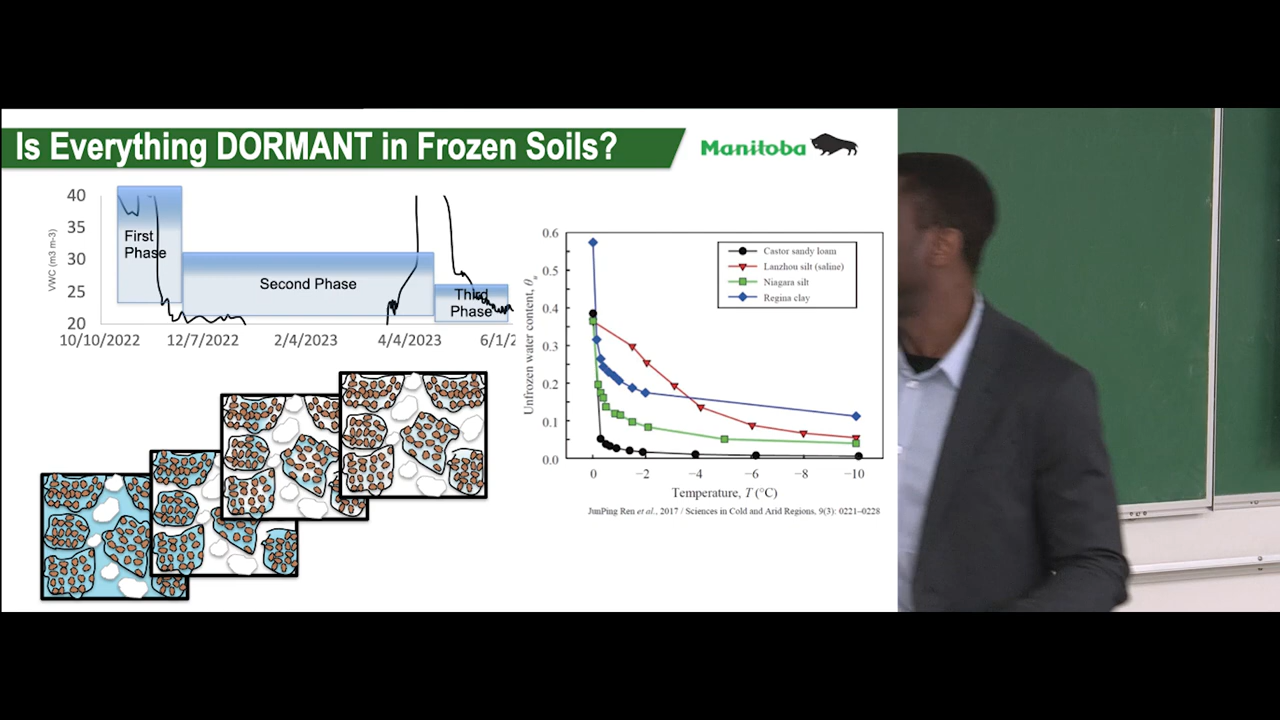 Is Everything DORMANT in Frozen Soils?
Manitoba
VWC (m3 m-3)
40
35
30
25
20
First
Phase
Second Phase
Third
Phase
10/10/2022
12/7/2022
2/4/2023
4/4/2023
6/1/2
Unfrozen water content, θu
0.6
0.5
0.4
0.3
0.2
0.1
0.0
Castor sandy loam
Lanzhou silt (saline)
Niagara silt
Regina clay
0
−2
−4
−6
−8
−10
Temperature, T (°C)
JunPing Ren et al., 2017 / Sciences in Cold and Arid Regions, 9(3): 0221–0228